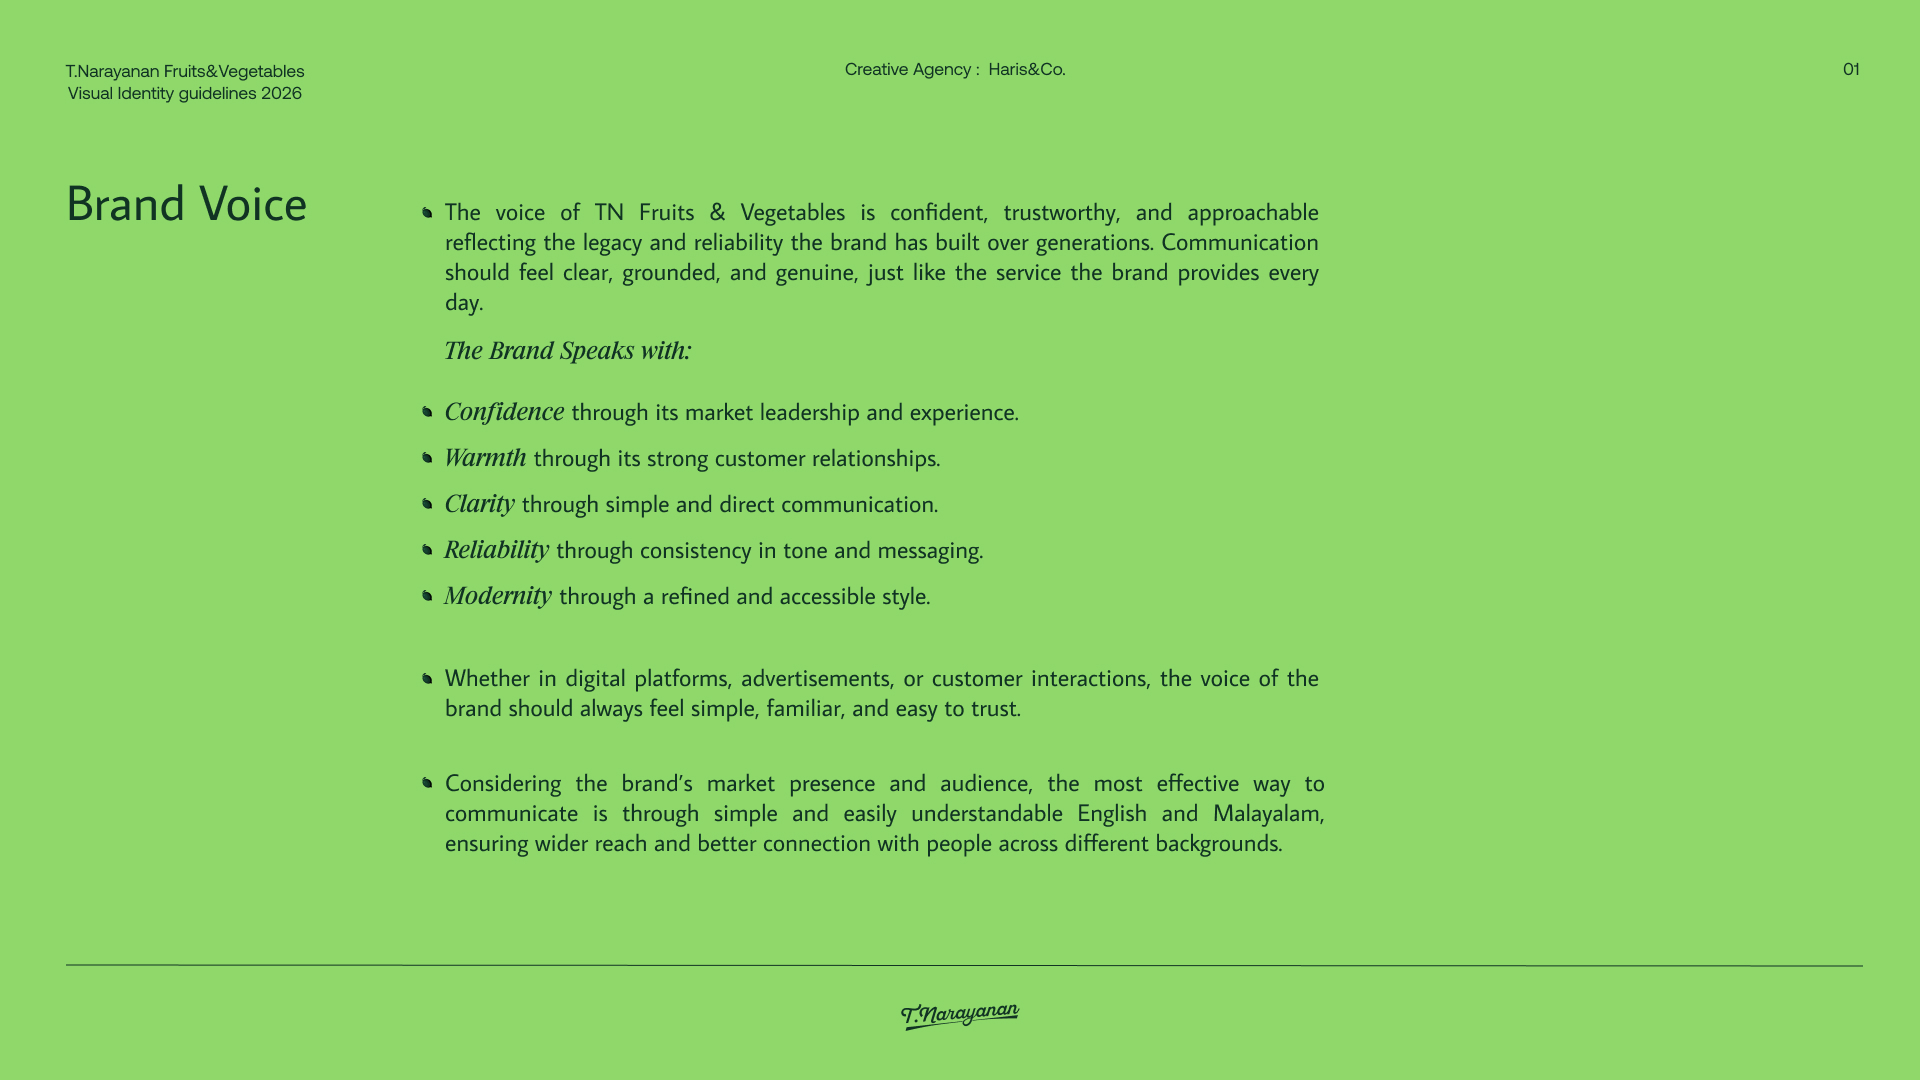 T.Narayanan Fruits&Vegetables
Visual Identity guidelines 2026
Creative Agency : Haris&Co.
01
Brand Voice
The voice of TN Fruits & Vegetables is confident, trustworthy, and approachable
reflecting the legacy and reliability the brand has built over generations. Communication
should feel clear, grounded, and genuine, just like the service the brand provides every
day.
The Brand Speaks with:
Confidence through its market leadership and experience.
Warmth through its strong customer relationships.
Clarity through simple and direct communication.
Reliability through consistency in tone and messaging.
Modernity through a refined and accessible style.
Whether in digital platforms, advertisements, or customer interactions, the voice of the
brand should always feel simple, familiar, and easy to trust.
Considering the brand’s market presence and audience, the most effective way to
communicate is through simple and easily understandable English and Malayalam,
ensuring wider reach and better connection with people across different backgrounds.
T.Narayanan